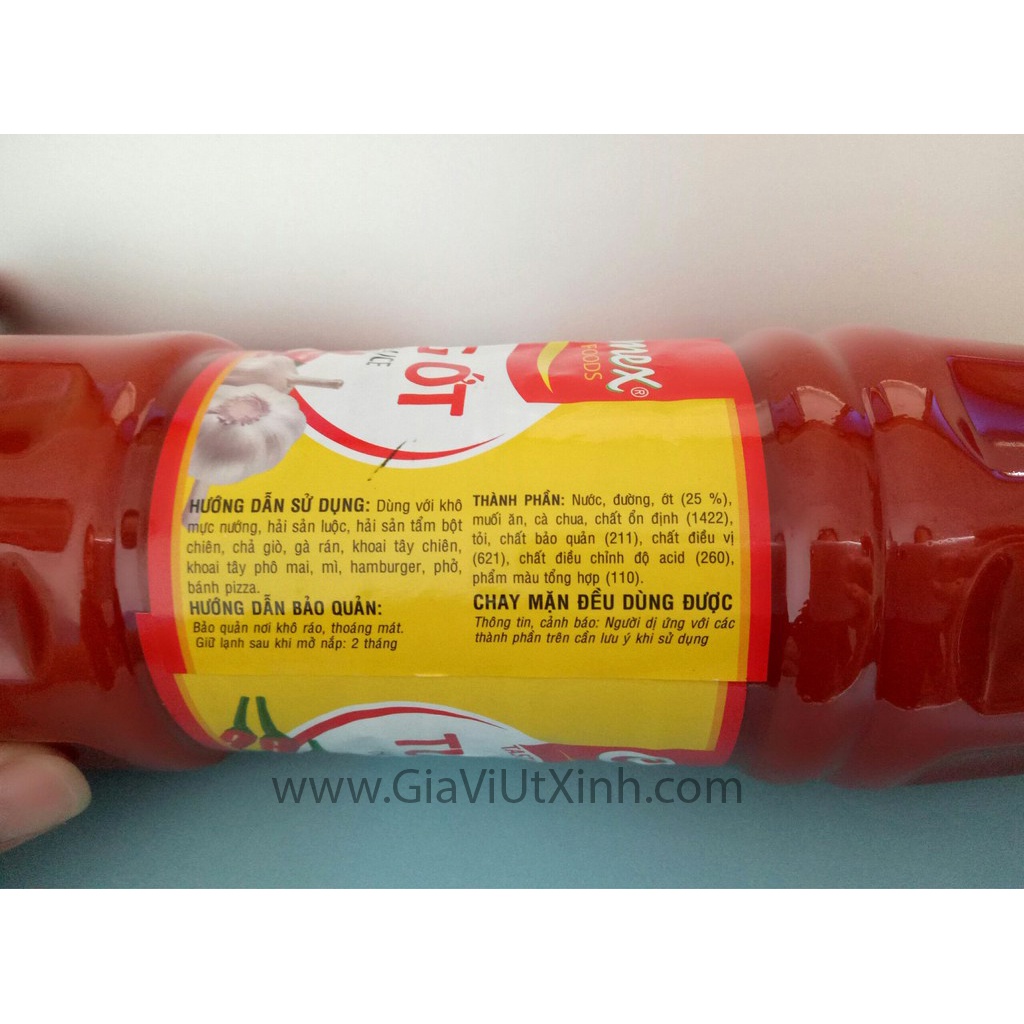 mex®
FOODS
ỚT
HƯỚNG DẪN SỬ DỤNG: Dùng với khô
mực nướng, hải sản luộc, hải sản tẩm bột
chiên, chả giò, gà rán, khoai tây chiên,
khoai tây phô mai, mì, hamburger, phở,
bánh pizza.
HƯỚNG DẪN BẢO QUẢN:
Bảo quản nơi khô ráo, thoáng mát.
Giữ lạnh sau khi mở nắp: 2 tháng
THÀNH PHẦN: Nước, đường, ớt (25 %),
muối ăn, cà chua, chất ổn định (1422),
tỏi, chất bảo quản (211), chất điều vị
(621), chất điều chỉnh độ acid (260),
phẩm màu tổng hợp (110).
CHAY MẶN ĐỀU DÙNG ĐƯỢC
Thông tin, cảnh báo: Người dị ứng với các
thành phần trên cần lưu ý khi sử dụng
www.GiaViUtXinh.com